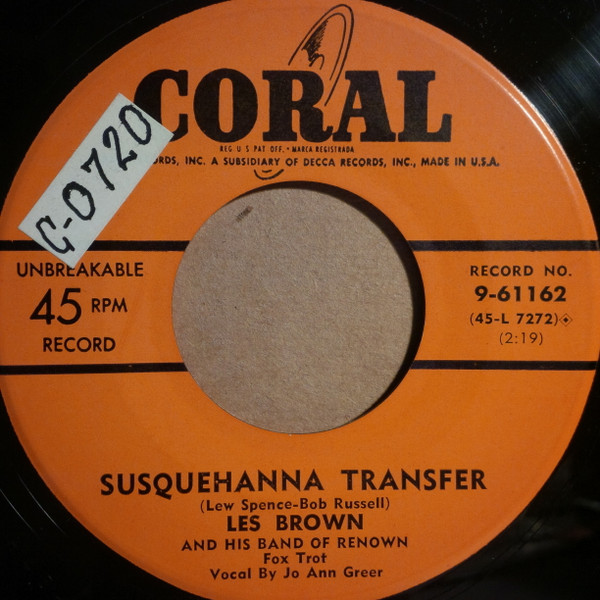 CORAL
REG. U S PAT OFF. • MARCA REGISTRADA
RDS, INC. A SUBSIDIARY OF DECCA RECORDS, INC., MADE IN U.S.A.
C-0720
UNBREAKABLE
45 RPM
RECORD
RECORD NO.
9-61162
(45-L 7272)
(2:19)
SUSQUEHANNA TRANSFER
(Lew Spence-Bob Russell)
LES BROWN
AND HIS BAND OF RENOWN
Fox Trot
Vocal By Jo Ann Greer